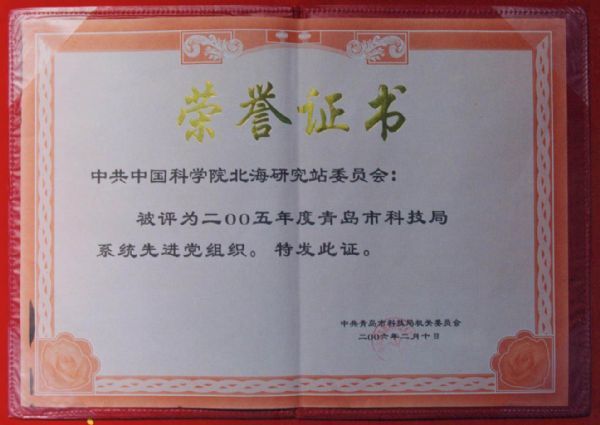 荣誉证书
中共中国科学院北海研究站委员会：
被评为二00五年度青岛市科技局
系统先进党组织。 特发此证。
中共青岛市科技局机关委员会
二00六年二月十日